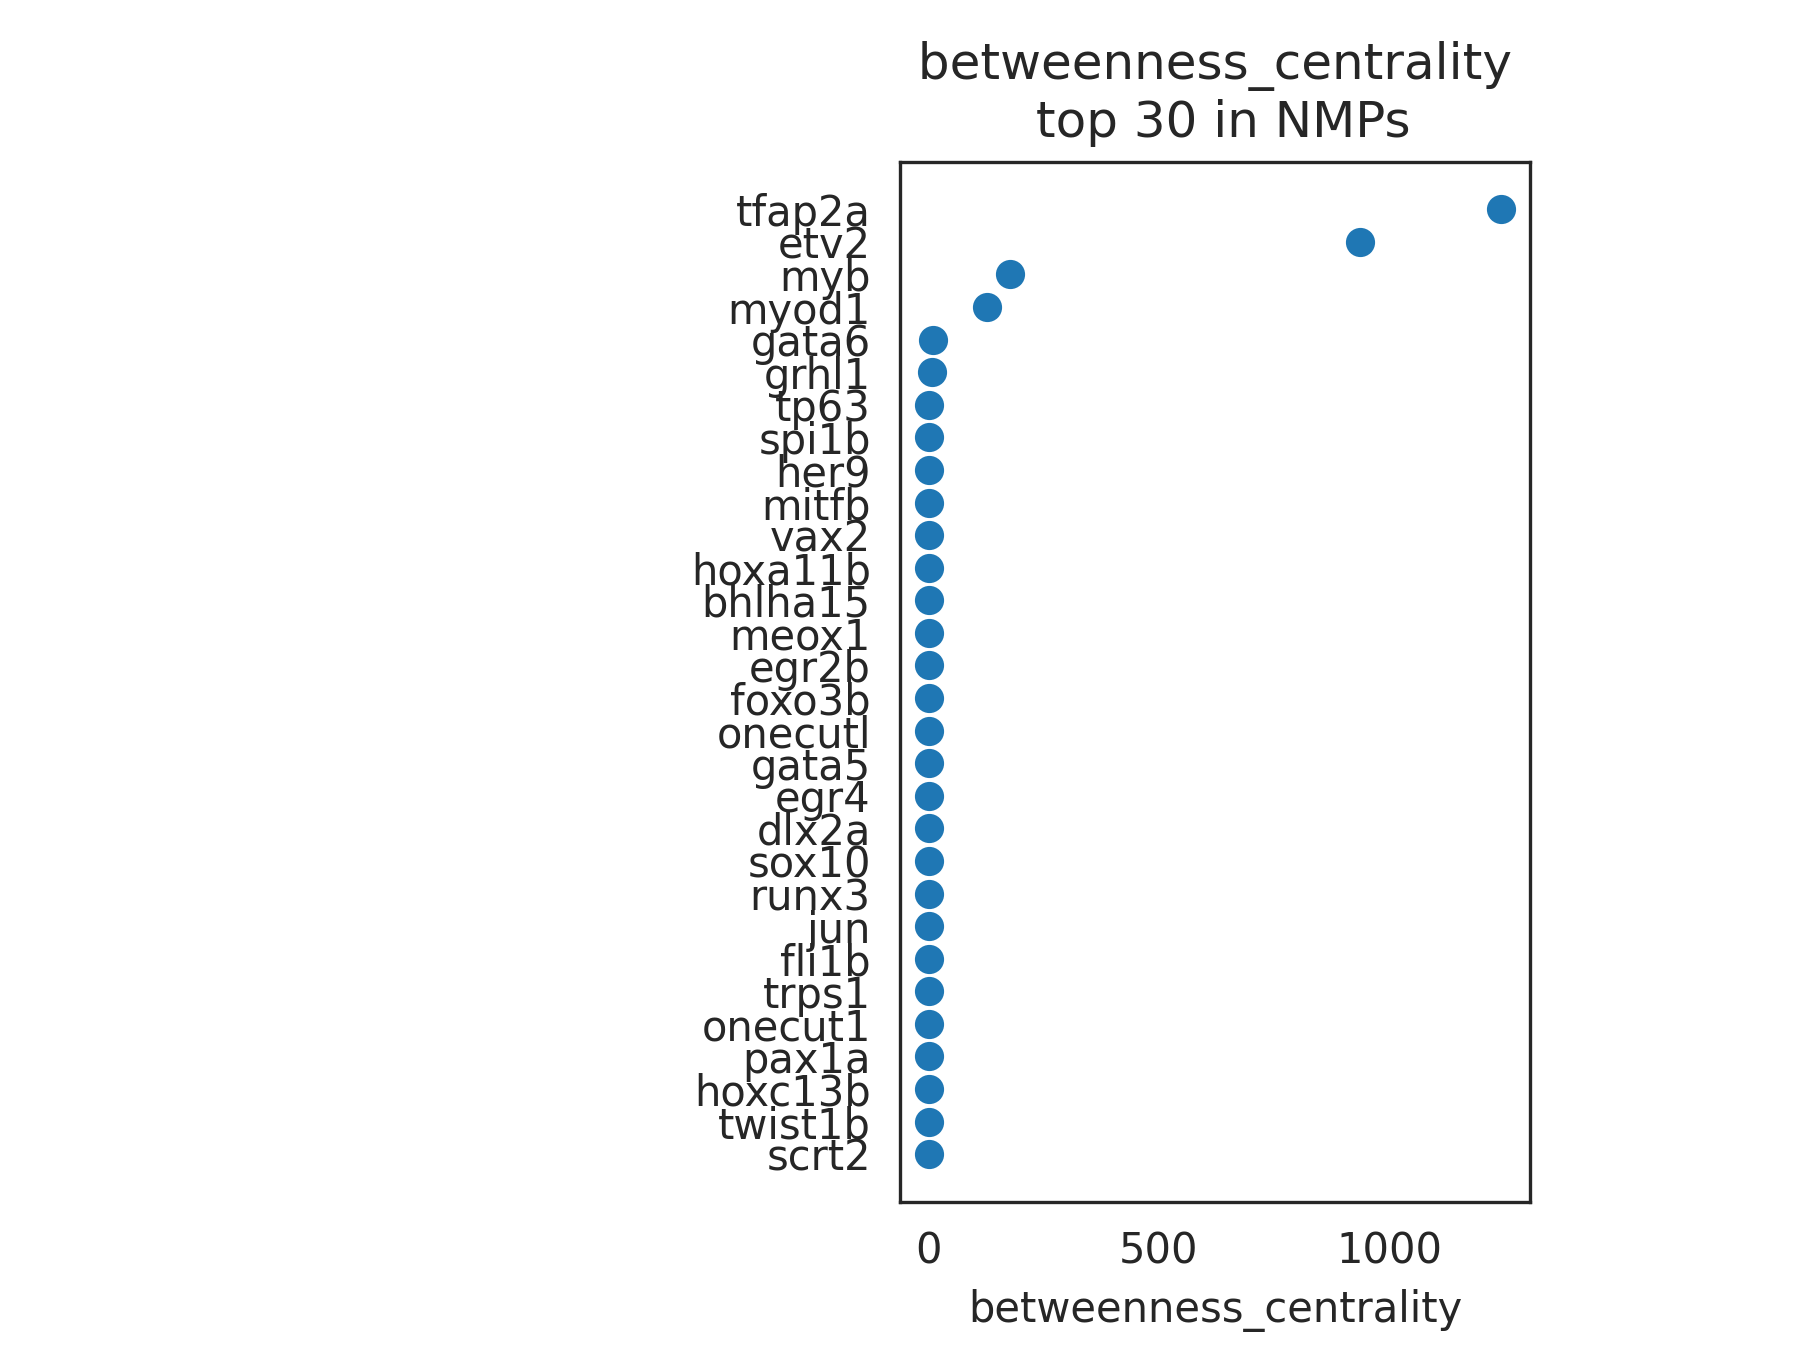 betweenness_centrality
top 30 in NMPs
tfap2a
etv2
myb
myod1
gata6
grhl1
tp63
spi1b
her9
mitfb
vax2
hoxa11b
bhlha15
meox1
egr2b
foxo3b
onecutl
gata5
egr4
dlx2a
sox10
runx3
jun
fli1b
trps1
onecut1
pax1a
hoxc13b
twist1b
scrt2
0 500 1000
betweenness_centrality